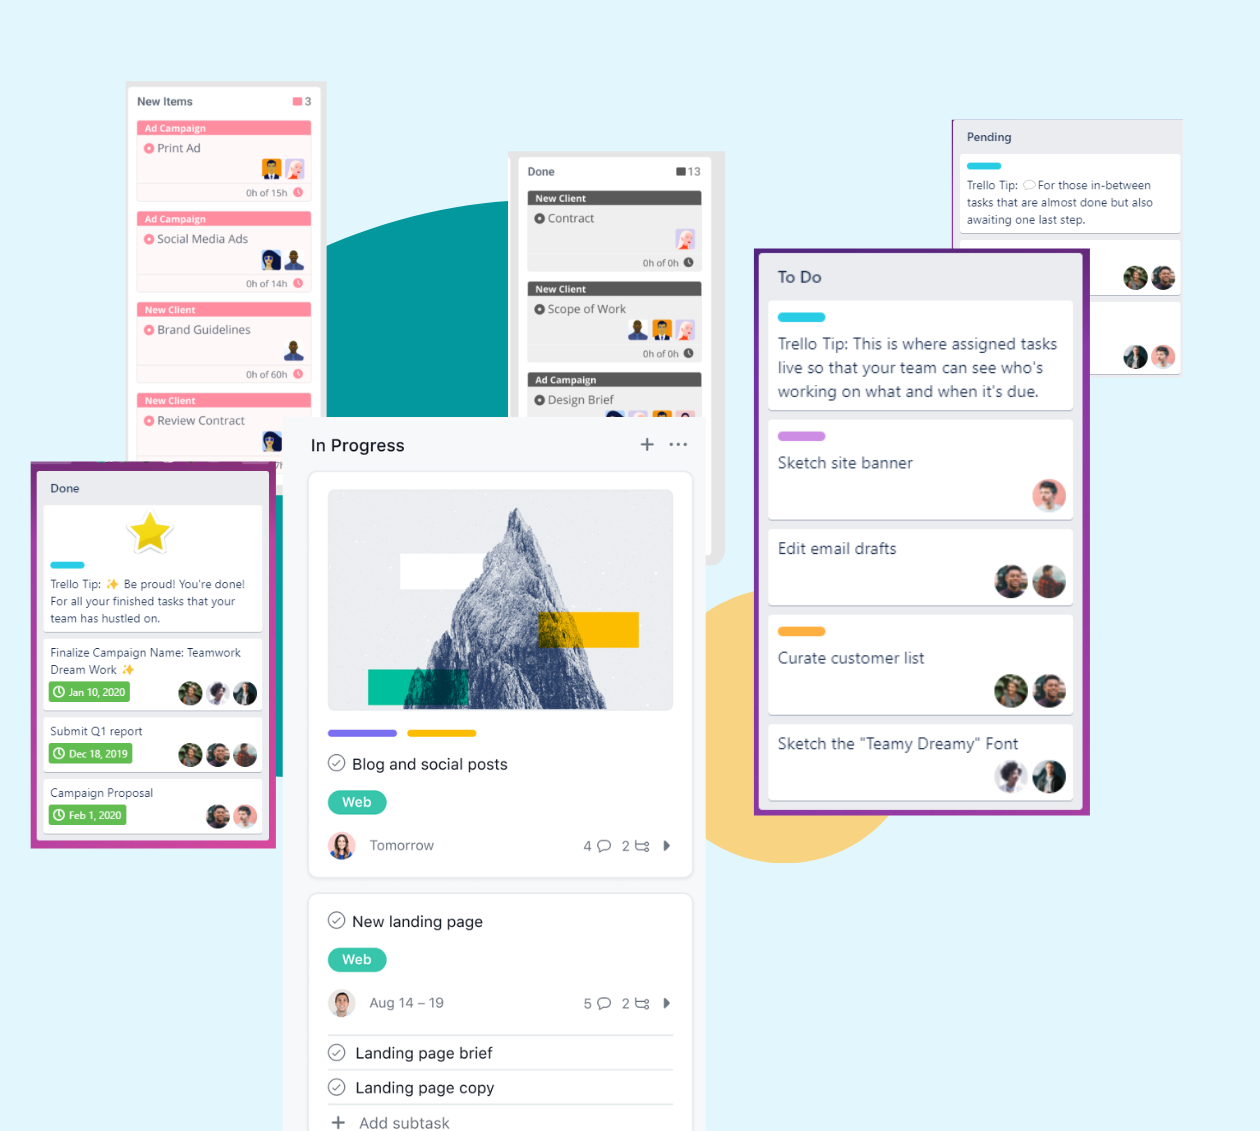 New Items
3
Ad Campaign
Print Ad
0h of 15h
Ad Campaign
Social Media Ads
0h of 14h
New Client
Brand Guidelines
0h of 60h
New Client
Review Contract
Done
13
New Client
Contract
0h of 0h
New Client
Scope of Work
0h of 0h
Ad Campaign
Design Brief
Pending
Trello Tip: 💬For those in-between
tasks that are almost done but also
awaiting one last step.
To Do
Trello Tip: This is where assigned tasks
live so that your team can see who's
working on what and when it's due.
Sketch site banner
Edit email drafts
Curate customer list
Sketch the "Teamy Dreamy" Font
Done
Trello Tip: ✨ Be proud! You're done!
For all your finished tasks that your
team has hustled on.
Finalize Campaign Name: Teamwork
Dream Work ✨
Jan 10, 2020
Submit Q1 report
Dec 18, 2019
Campaign Proposal
Feb 1, 2020
In Progress
Blog and social posts
Web
Tomorrow
4
2
New landing page
Web
Aug 14 – 19
5
2
Landing page brief
Landing page copy
Add subtask